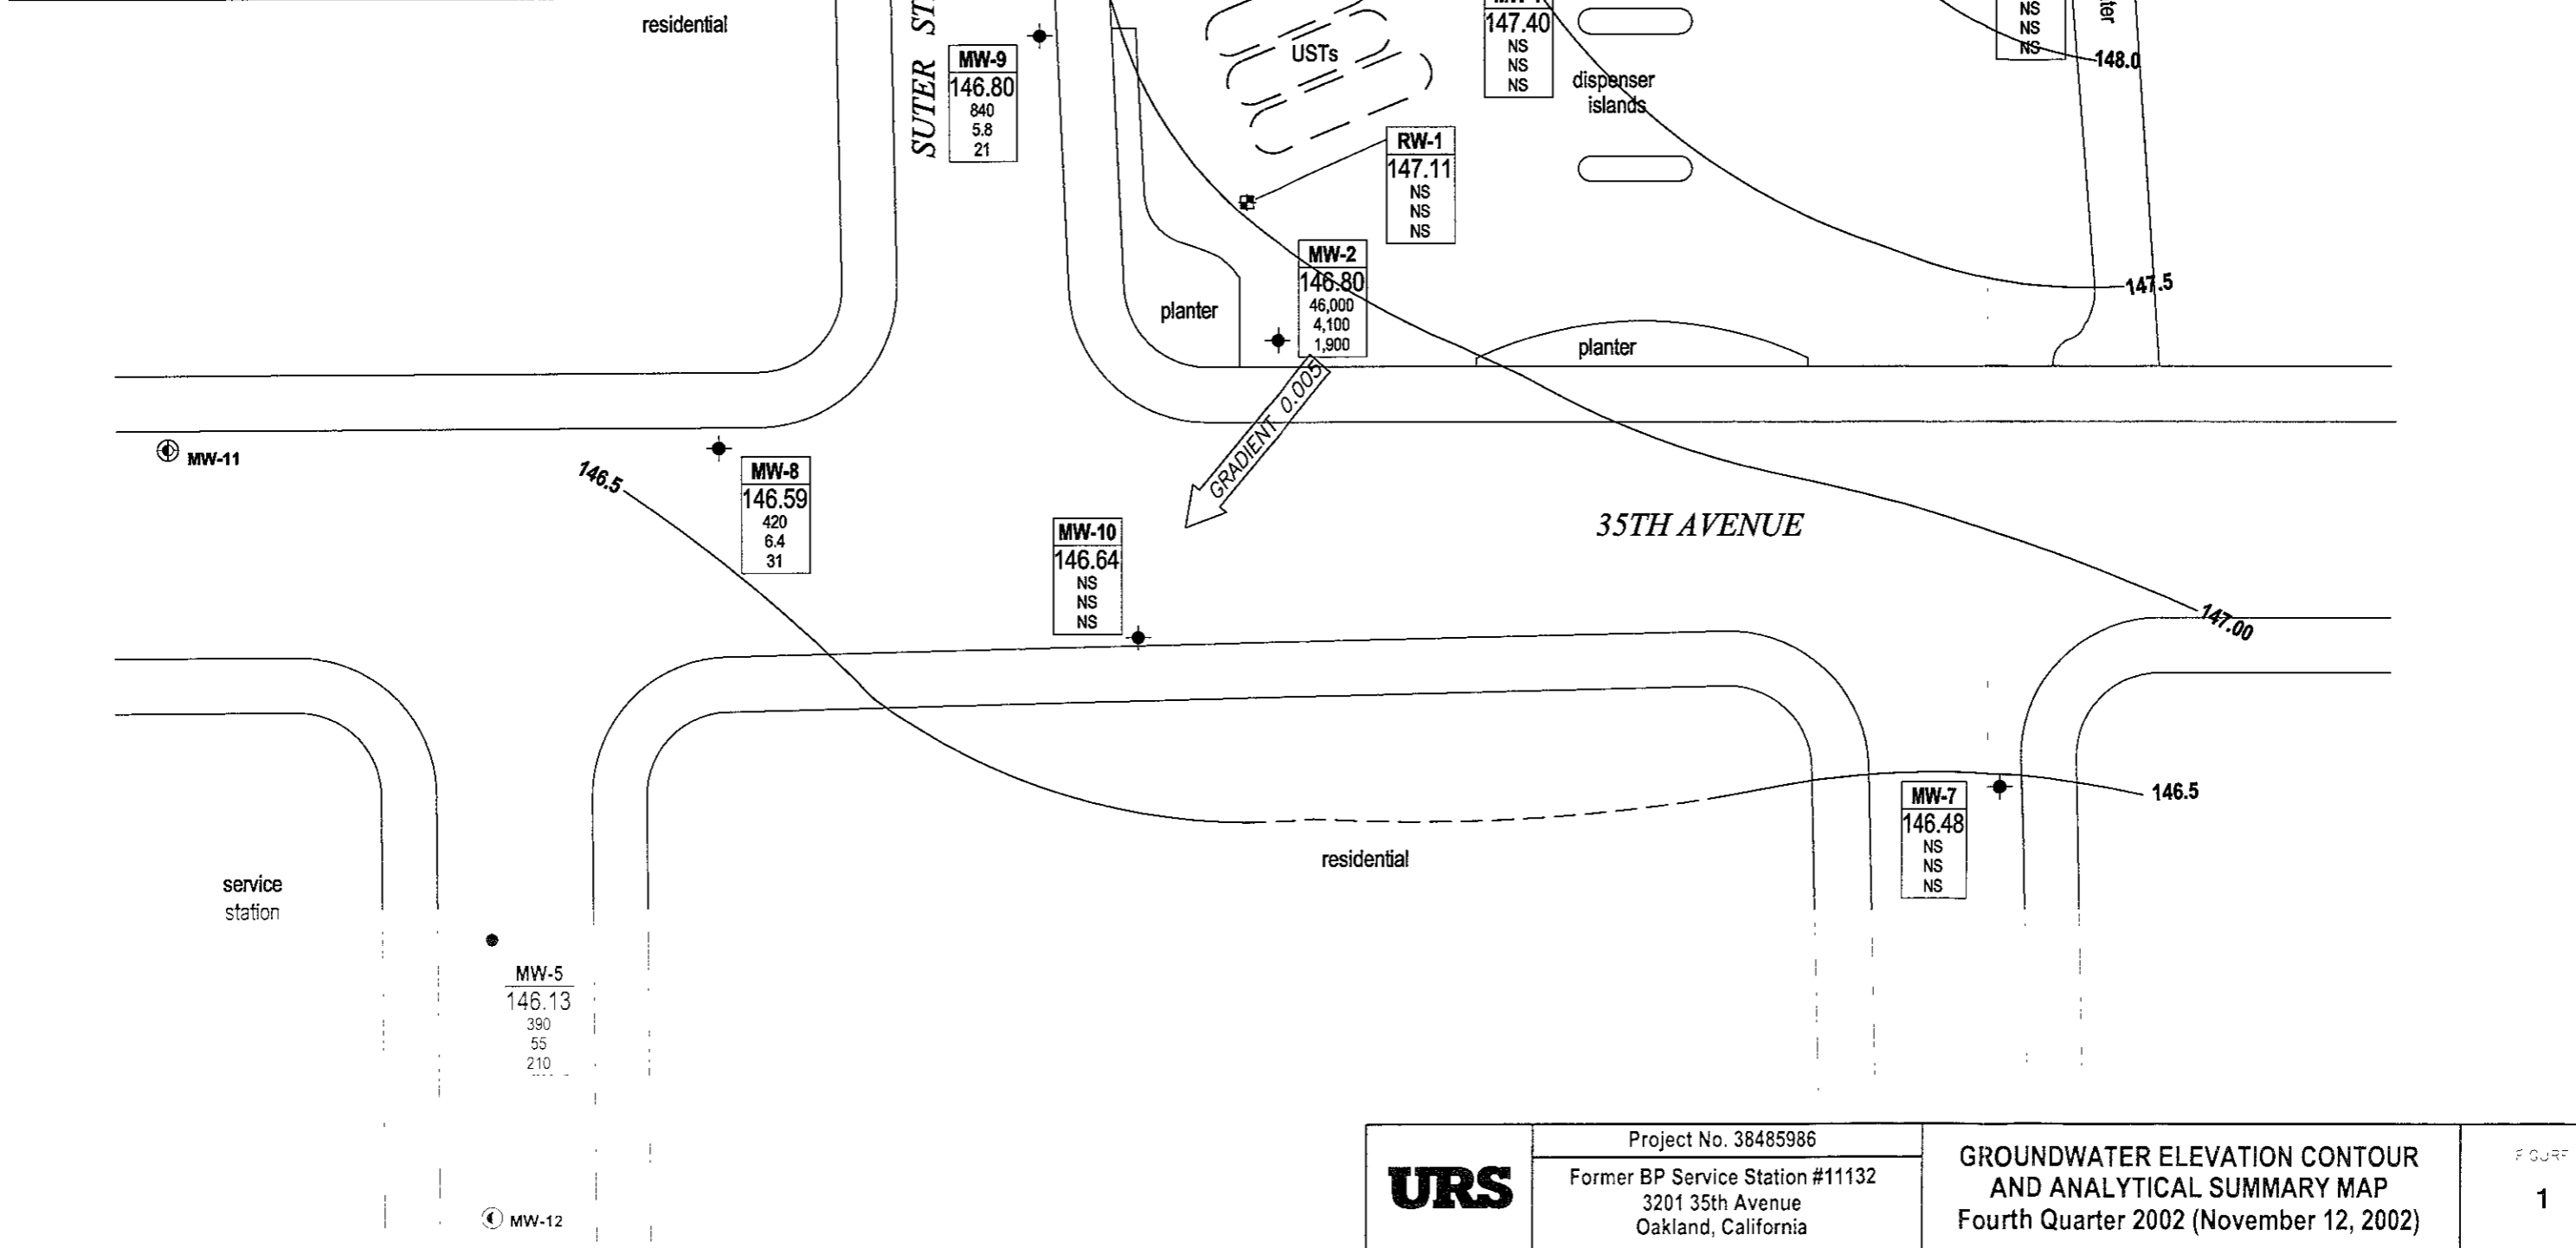 residential
SUTER
MW-9
146.80
840
5.8
21
USTs
147.40
NS
NS
NS
dispenser
islands
NS
NS
NS
148.0
RW-1
147.11
NS
NS
NS
MW-2
146.80
46,000
4,100
1,900
planter
planter
147.5
GRADIENT 0.005
MW-11
146.5
MW-8
146.59
420
6.4
31
MW-10
146.64
NS
NS
NS
35TH AVENUE
147.00
146.5
MW-7
146.48
NS
NS
NS
residential
service
station
MW-5
146.13
390
55
210
MW-12
URS
Project No. 38485986
Former BP Service Station #11132
3201 35th Avenue
Oakland, California
GROUNDWATER ELEVATION CONTOUR
AND ANALYTICAL SUMMARY MAP
Fourth Quarter 2002 (November 12, 2002)
FIGURE
1